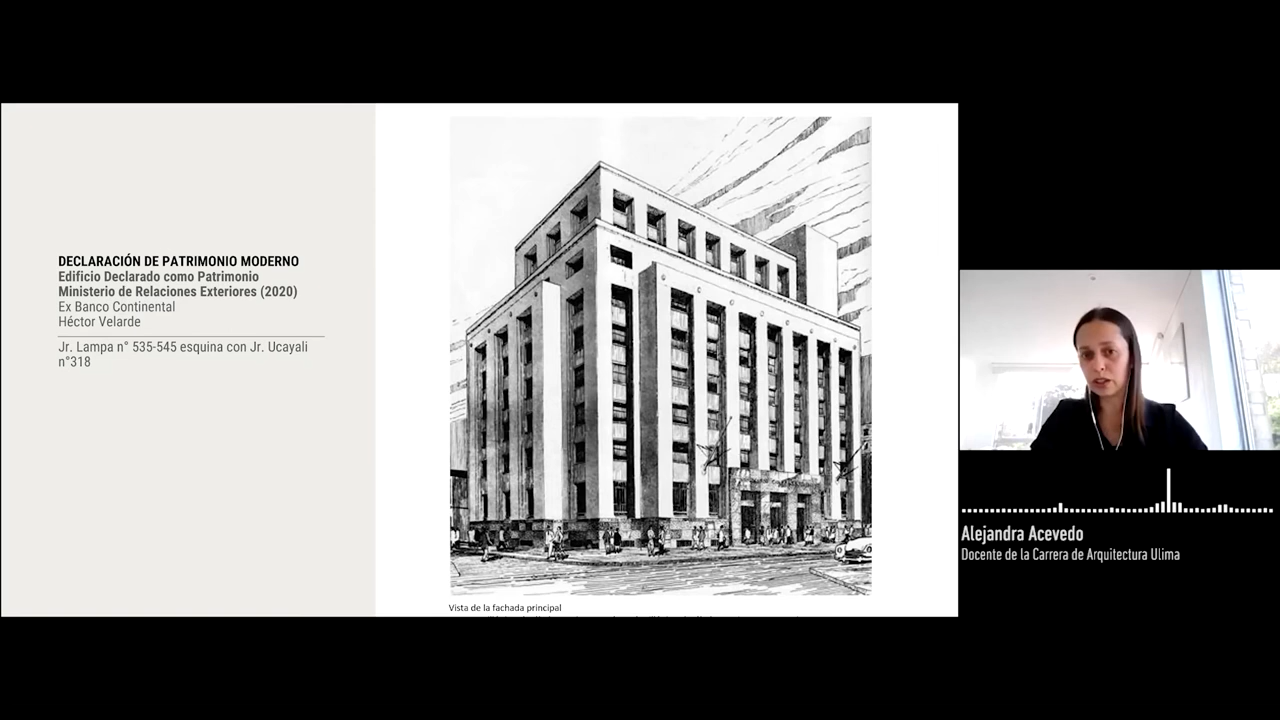 DECLARACIÓN DE PATRIMONIO MODERNO
Edificio Declarado como Patrimonio
Ministerio de Relaciones Exteriores (2020)
Ex Banco Continental
Héctor Velarde
Jr. Lampa n° 535-545 esquina con Jr. Ucayali
n°318
Vista de la fachada principal
Alejandra Acevedo
Docente de la Carrera de Arquitectura Ulima